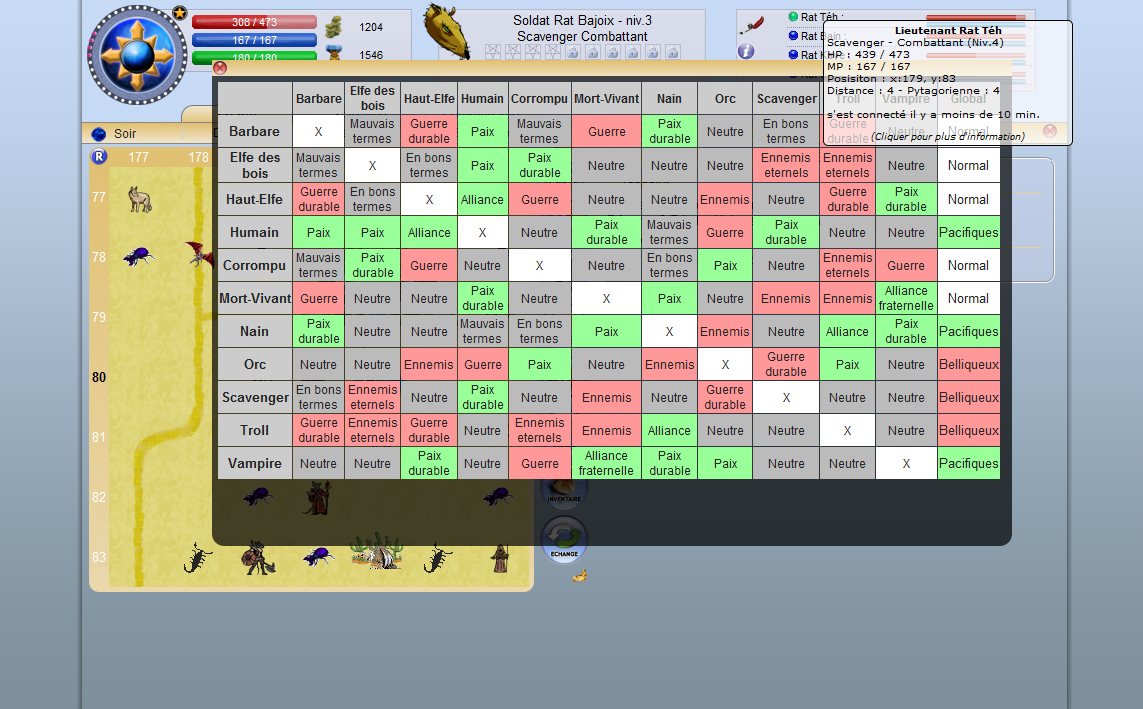 308 / 473
167 / 167
180 / 180
1204
1546
Soldat Rat Bajoix - niv.3
Scavenger Combattant
Rat Téh :
Rat Bain :
Rat
Lieutenant Rat Téh
Scavenger - Combattant (Niv.4)
HP : 439 / 473
MP : 167 / 167
Posisiton : x:179, y:83
Distance : 4 - Pytagorienne : 4
s'est connecté il y a moins de 10 min.
(Cliquer pour plus d'information)
Soir
R 177 178
77
78
79
80
81
82
83
Barbare Elfe des bois Haut-Elfe Humain Corrompu Mort-Vivant Nain Orc Scavenger Troll Vampire Global
Barbare X Mauvais termes Guerre durable Paix Mauvais termes Guerre Paix durable Neutre En bons termes Guerre durable Neutre Normal
Elfe des bois Mauvais termes X En bons termes Paix Paix durable Neutre Neutre Neutre Ennemis eternels Ennemis eternels Neutre Normal
Haut-Elfe Guerre durable En bons termes X Alliance Guerre Neutre Neutre Ennemis Neutre Guerre durable Paix durable Normal
Humain Paix Paix Alliance X Neutre Paix durable Mauvais termes Guerre Paix durable Neutre Neutre Pacifiques
Corrompu Mauvais termes Paix durable Guerre Neutre X Neutre En bons termes Paix Neutre Ennemis eternels Guerre Normal
Mort-Vivant Guerre Neutre Neutre Paix durable Neutre X Paix Neutre Ennemis Ennemis Alliance fraternelle Normal
Nain Paix durable Neutre Neutre Mauvais termes En bons termes Paix X Ennemis Neutre Alliance Paix durable Pacifiques
Orc Neutre Neutre Ennemis Guerre Paix Neutre Ennemis X Guerre durable Paix Neutre Belliqueux
Scavenger En bons termes Ennemis eternels Neutre Paix durable Neutre Ennemis Neutre Guerre durable X Neutre Neutre Belliqueux
Troll Guerre durable Ennemis eternels Guerre durable Neutre Ennemis eternels Ennemis Alliance Neutre Neutre X Neutre Belliqueux
Vampire Neutre Neutre Paix durable Neutre Guerre Alliance fraternelle Paix durable Paix Neutre Neutre X Pacifiques
INVENTAIRE
ECHANGE